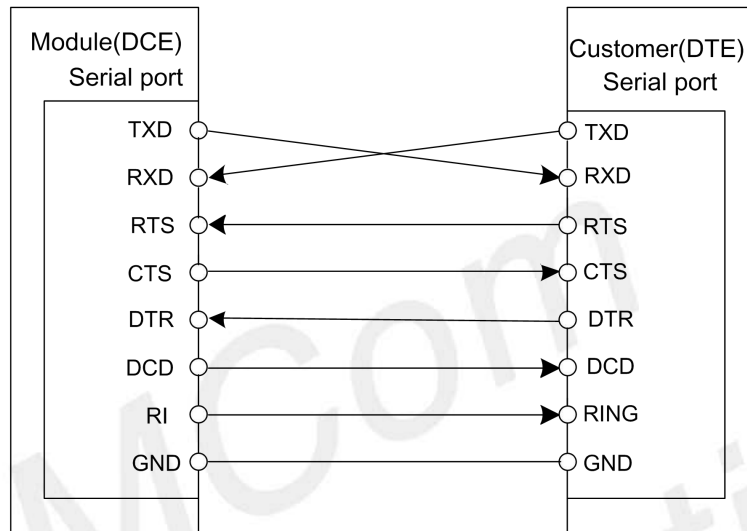 Module(DCE)
Serial port
Customer(DTE)
Serial port
TXD TXD
RXD RXD
RTS RTS
CTS CTS
DTR DTR
DCD DCD
RI RING
GND GND
MCom